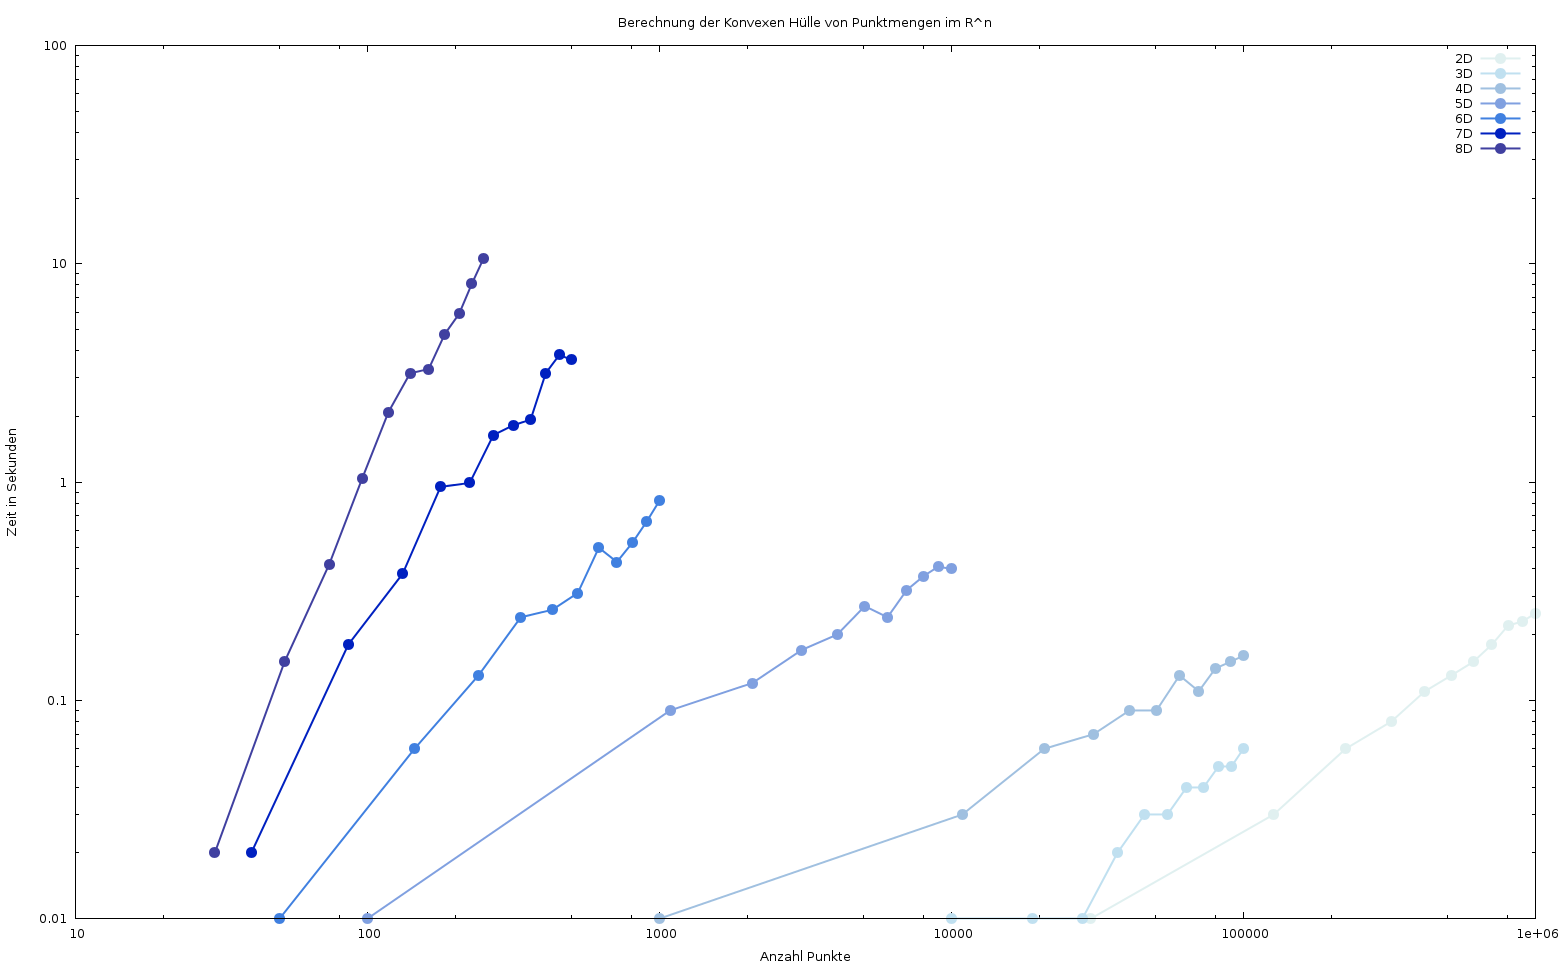 Berechnung der Konvexen Hülle von Punktmengen im R^n
100
10
1
0.1
0.01
Zeit in Sekunden
2D
3D
4D
5D
6D
7D
8D
10 100 1000 10000 100000 1e+06
Anzahl Punkte